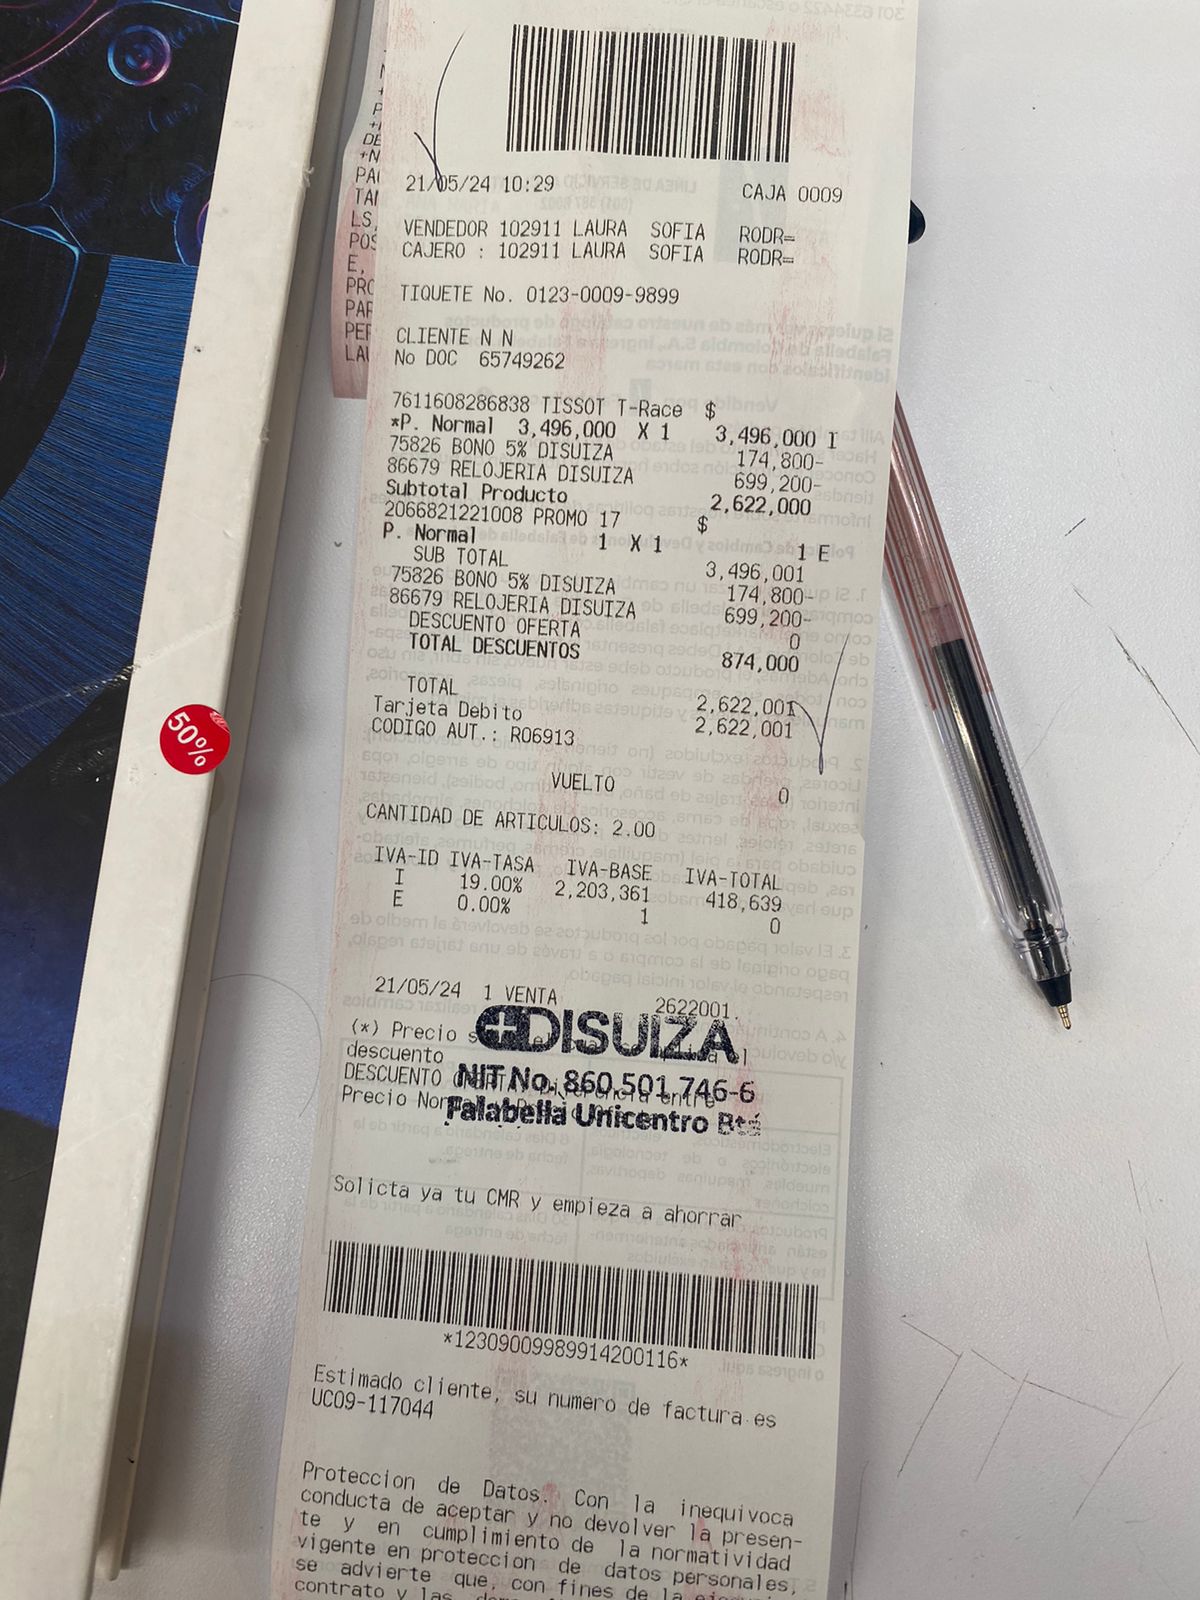 21/05/24 10:29 CAJA 0009
VENDEDOR 102911 LAURA SOFIA RODR=
CAJERO : 102911 LAURA SOFIA RODR=
TIQUETE No. 0123-0009-9899
CLIENTE N N
No DOC 65749262
7611608286838 TISSOT T-Race $
*P. Normal 3,496,000 X 1 3,496,000 I
75826 BONO 5% DISUIZA 174,800-
86679 RELOJERIA DISUIZA 699,200-
Subtotal Producto 2,622,000
2066821221008 PROMO 17 $
P. Normal 1 X 1 1 E
SUB TOTAL 3,496,001
75826 BONO 5% DISUIZA 174,800-
86679 RELOJERIA DISUIZA 699,200-
DESCUENTO OFERTA 0
TOTAL DESCUENTOS 874,000
TOTAL 2,622,001
Tarjeta Debito 2,622,001
CODIGO AUT.: R06913
VUELTO 0
CANTIDAD DE ARTICULOS: 2.00
IVA-ID IVA-TASA IVA-BASE IVA-TOTAL
I 19.00% 2,203,361 418,639
E 0.00% 1 0
21/05/24 1 VENTA 2622001.
DISUIZA
(*) Precio
descuento
NIT No. 860.501.746-6
DESCUENTO
Falabella Unicentro Btá
Precio
Solicta ya tu CMR y empieza a ahorrar
*12309009989914200116*
Estimado cliente, su numero de factura es
UC09-117044
Proteccion de Datos. Con la inequivoca
conducta de aceptar y no devolver la presen-
te y en cumplimiento de la normatividad
vigente en proteccion de datos personales,
se advierte que, con fines de la
contrato y las
50%